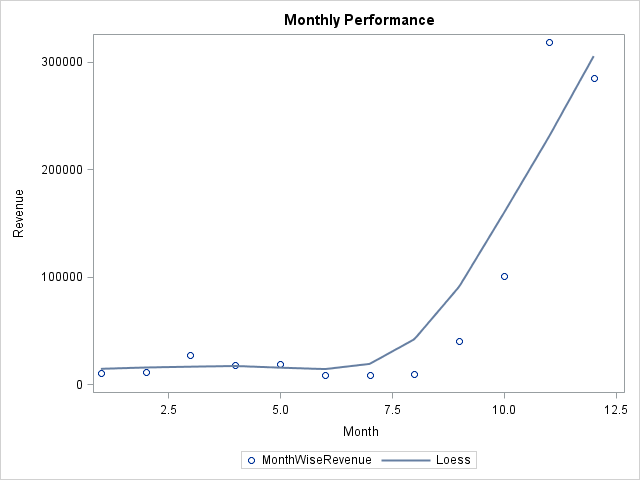 Monthly Performance
300000
200000
100000
0
Revenue
2.5 5.0 7.5 10.0 12.5
Month
MonthWiseRevenue Loess